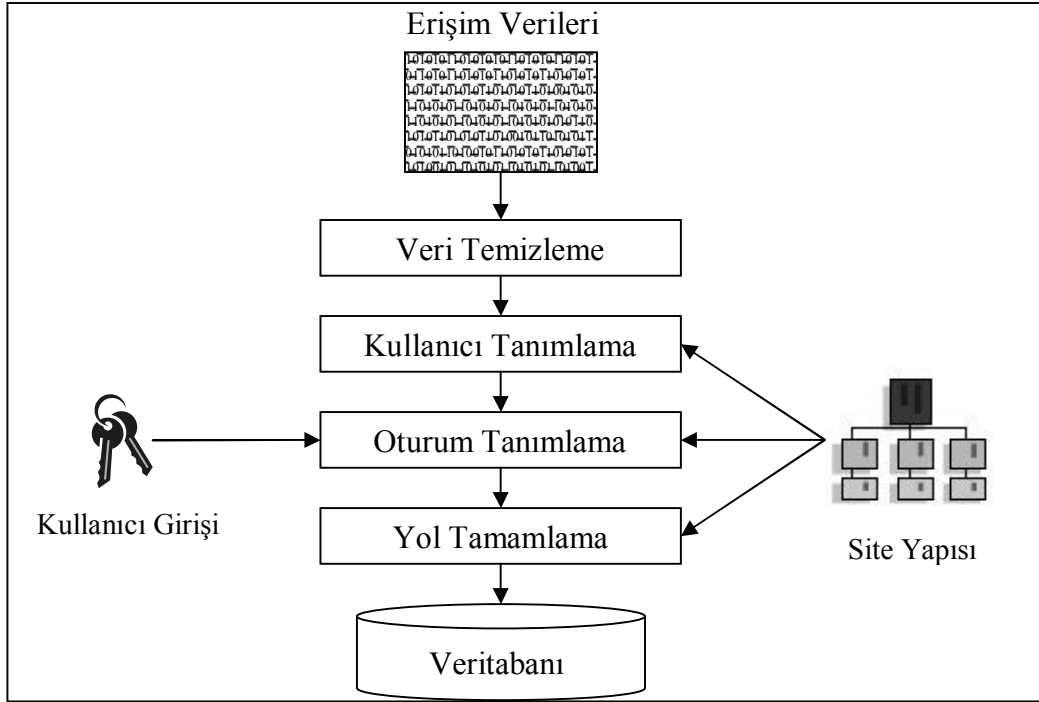 Erişim Verileri
Veri Temizleme
Kullanıcı Tanımlama
Oturum Tanımlama
Kullanıcı Girişi
Yol Tamamlama
Site Yapısı
Veritabanı